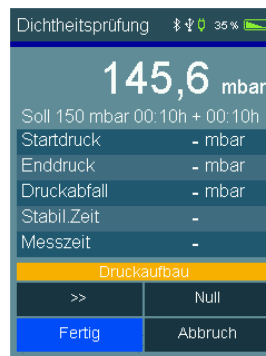 Dichtheitsprüfung 35 %
145,6 mbar
Soll 150 mbar 00:10h + 00:10h
Startdruck - mbar
Enddruck - mbar
Druckabfall - mbar
Stabil.Zeit -
Messzeit -
Druckaufbau
>> Null
Fertig Abbruch